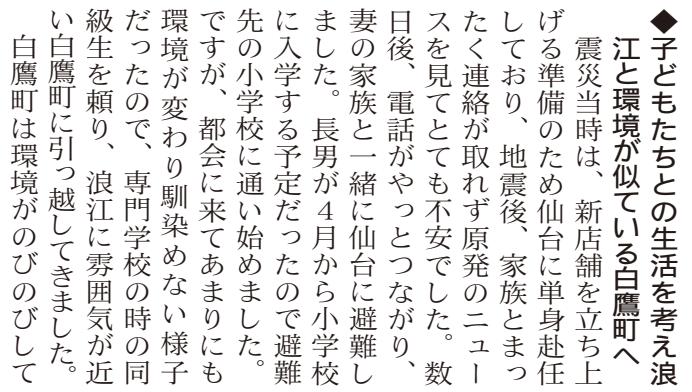 ◆子どもたちとの生活を考え浪
江と環境が似ている白鷹町へ
震災当時は、新店舗を立ち上
げる準備のため仙台に単身赴任
しており、地震後、家族とまっ
たく連絡が取れず原発のニュー
スを見てとても不安でした。数
日後、電話がやっとつながり、
妻の家族と一緒に仙台に避難し
ました。長男が４月から小学校
に入学する予定だったので避難
先の小学校に通い始めました。
ですが、都会に来てあまりにも
環境が変わり馴染めない様子
だったので、専門学校の時の同
級生を頼り、浪江に雰囲気が近
い白鷹町に引っ越してきました。
白鷹町は環境がのびのびして